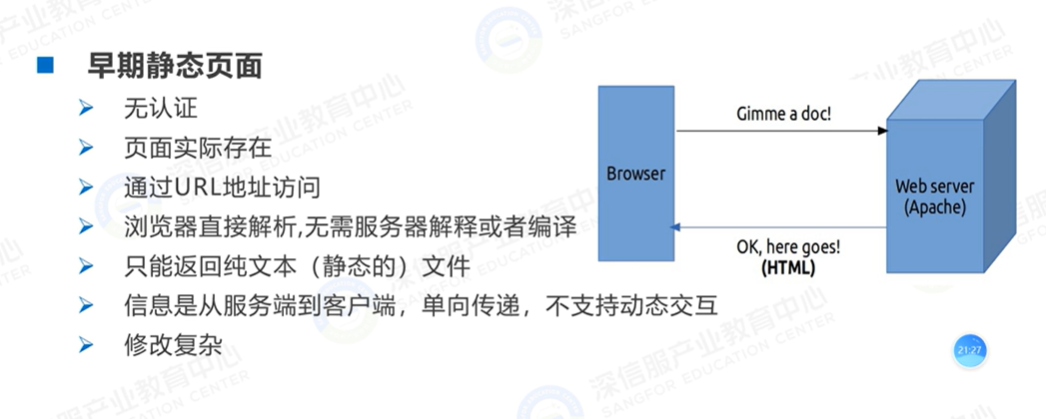 早期静态页面
无认证
页面实际存在
通过URL地址访问
浏览器直接解析,无需服务器解释或者编译
只能返回纯文本（静态的）文件
信息是从服务端到客户端，单向传递，不支持动态交互
修改复杂
Gimme a doc!
Browser
Web server
(Apache)
OK, here goes!
(HTML)
21:27
深信服产业教育中心
SANGFOR EDUCATION CENTER